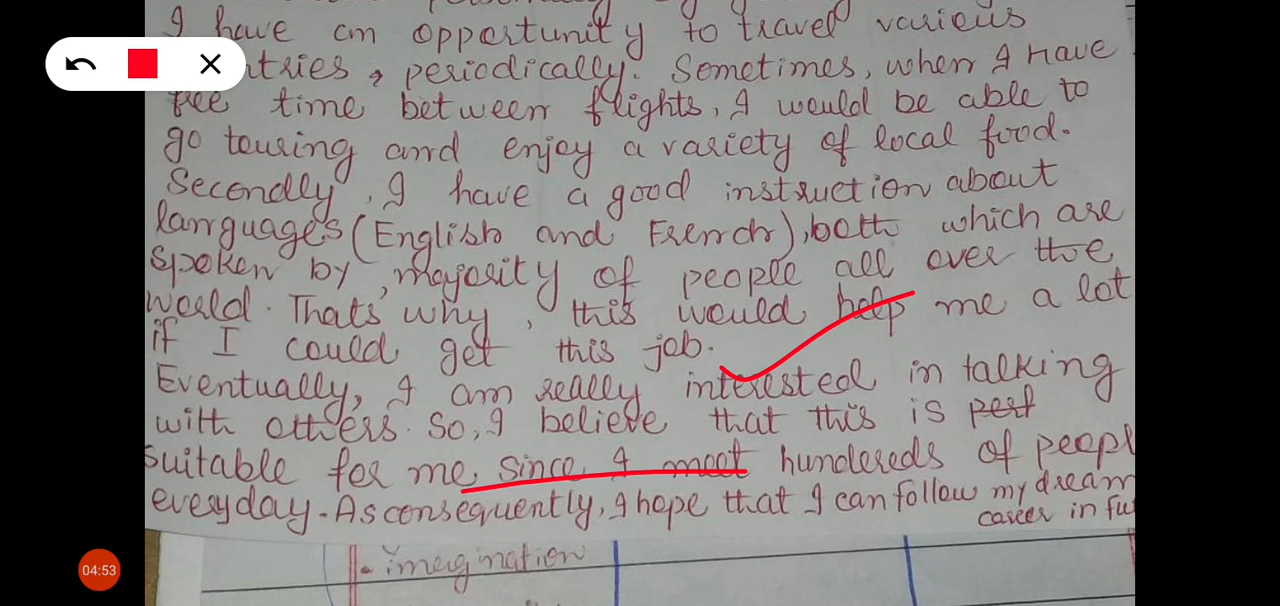 I have an opportunity to travel various
ntries, periodically. Sometimes, when I have
free time between flights, I would be able to
go touring and enjoy a variety of local food.
Secondly, I have a good instruction about
languages (English and French), both which are
spoken by, majority of people all over the
world. That's why, this would help me a lot
if I could get this job.
Eventually, I am really interested in talking
with others. So, I believe that this is perf
suitable for me. Since I meet hundereds of peopl
everyday. As consequently, I hope that I can follow my dream
career in fu
- imagination
04:53